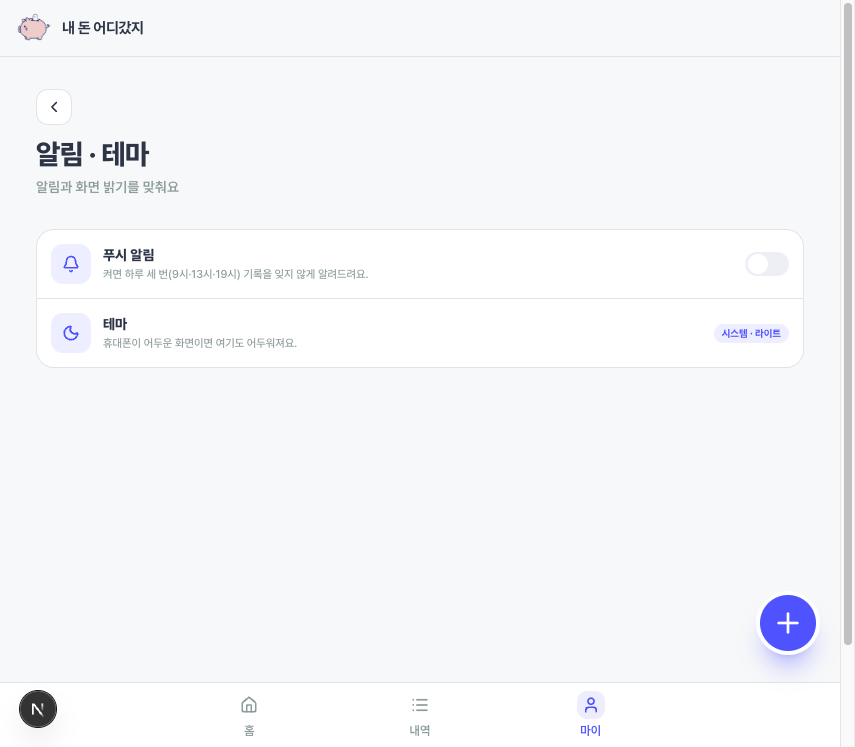 내 돈 어디갔지
알림 · 테마
알림과 화면 밝기를 맞춰요
푸시 알림
켜면 하루 세 번(9시·13시·19시) 기록을 잊지 않게 알려드려요.
테마
휴대폰이 어두운 화면이면 여기도 어두워져요.
시스템 · 라이트
N
홈
내역
마이